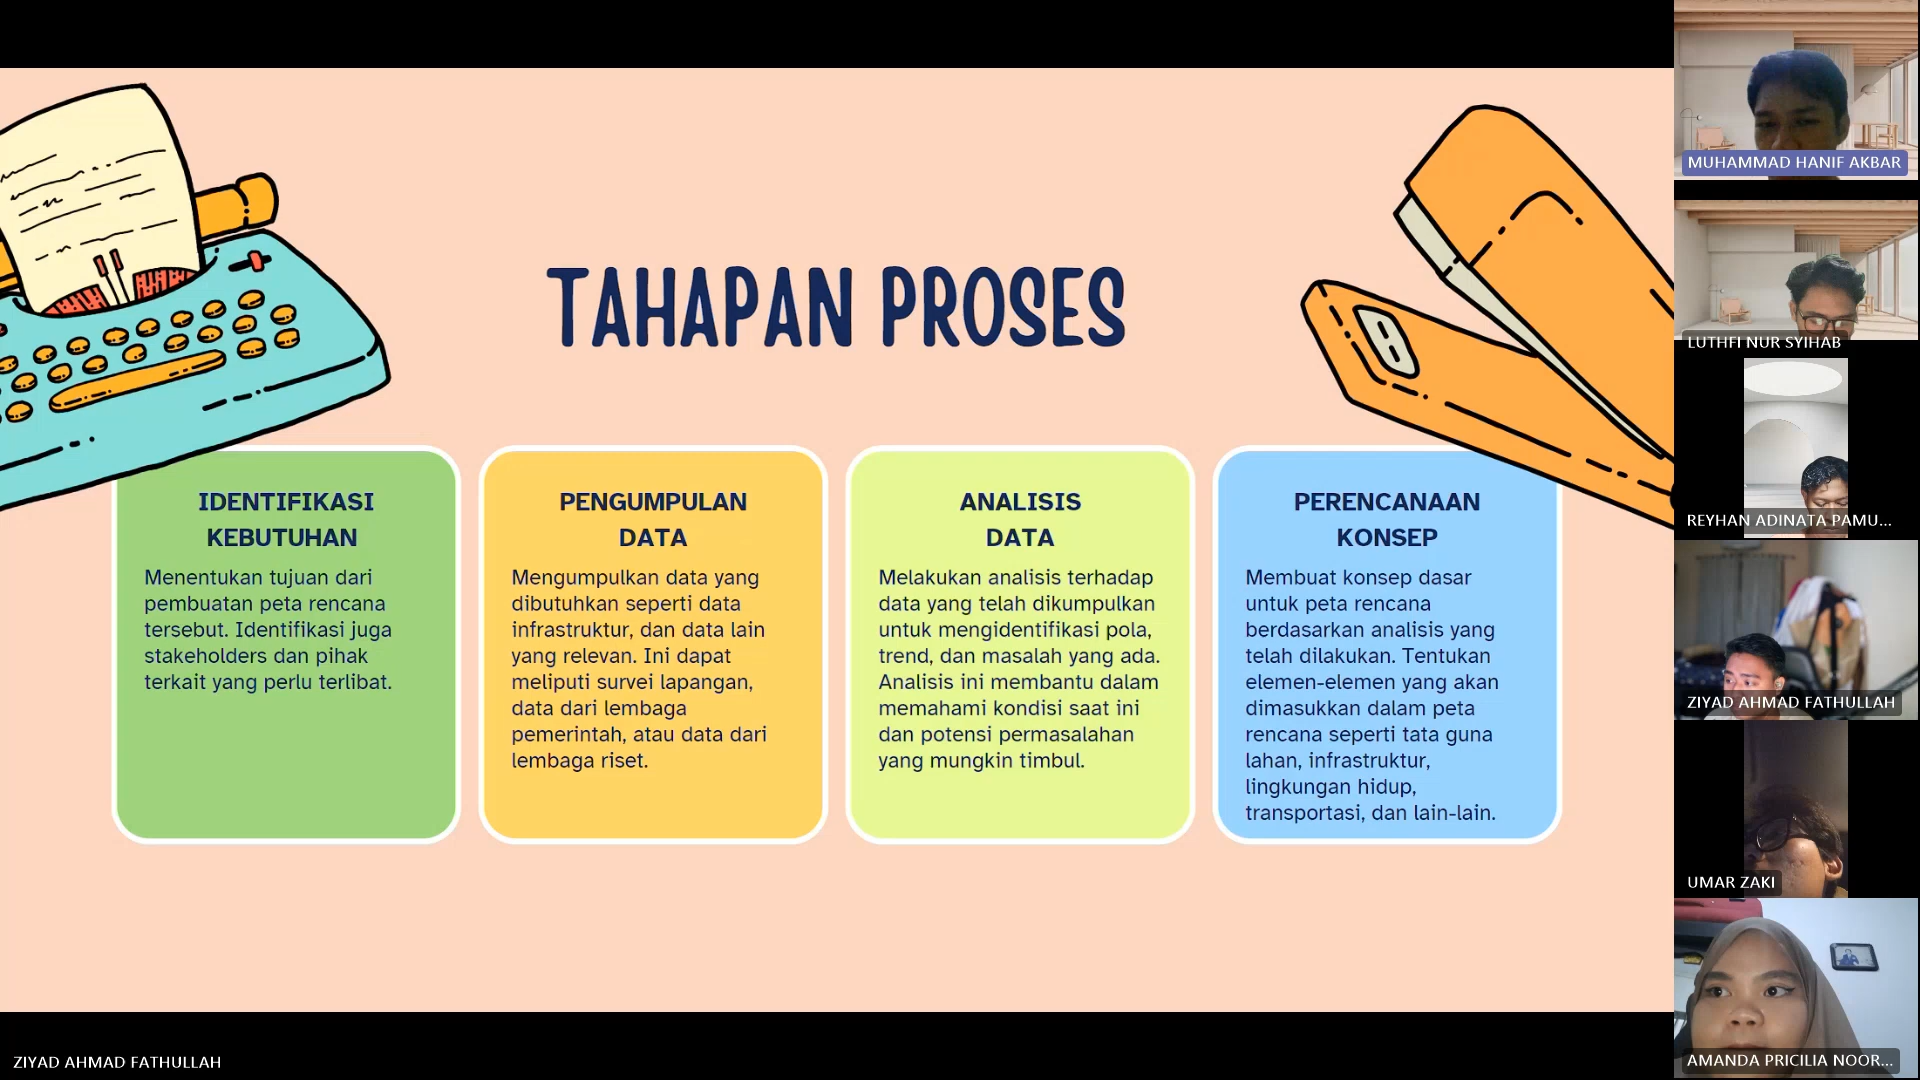 TAHAPAN PROSES
IDENTIFIKASI
KEBUTUHAN
Menentukan tujuan dari
pembuatan peta rencana
tersebut. Identifikasi juga
stakeholders dan pihak
terkait yang perlu terlibat.
PENGUMPULAN
DATA
Mengumpulkan data yang
dibutuhkan seperti data
infrastruktur, dan data lain
yang relevan. Ini dapat
meliputi survei lapangan,
data dari lembaga
pemerintah, atau data dari
lembaga riset.
ANALISIS
DATA
Melakukan analisis terhadap
data yang telah dikumpulkan
untuk mengidentifikasi pola,
trend, dan masalah yang ada.
Analisis ini membantu dalam
memahami kondisi saat ini
dan potensi permasalahan
yang mungkin timbul.
PERENCANAAN
KONSEP
Membuat konsep dasar
untuk peta rencana
berdasarkan analisis yang
telah dilakukan. Tentukan
elemen-elemen yang akan
dimasukkan dalam peta
rencana seperti tata guna
lahan, infrastruktur,
lingkungan hidup,
transportasi, dan lain-lain.
ZIYAD AHMAD FATHULLAH
MUHAMMAD HANIF AKBAR
LUTHFI NUR SYIHAB
REYHAN ADINATA PAMU...
ZIYAD AHMAD FATHULLAH
UMAR ZAKI
AMANDA PRICILIA NOOR...